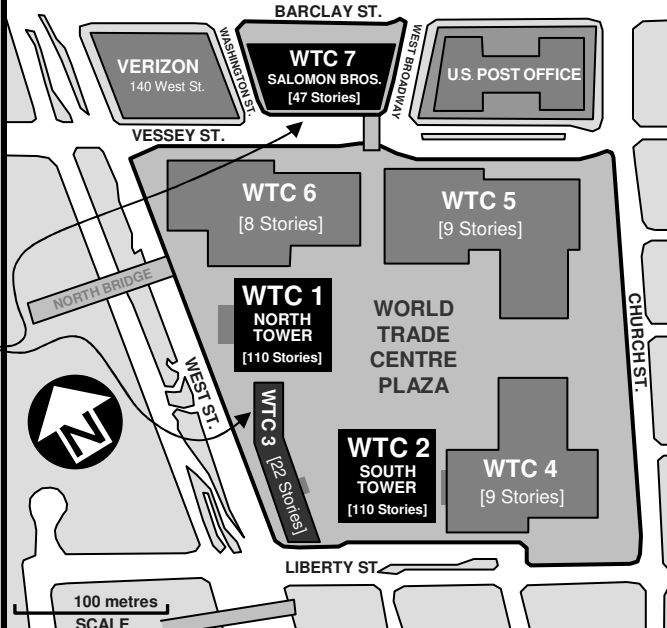 BARCLAY ST.
VERIZON
140 West St.
WASHINGTON ST.
WTC 7
SALOMON BROS.
[47 Stories]
WEST BROADWAY
U.S. POST OFFICE
VESSEY ST.
WTC 6
[8 Stories]
WTC 5
[9 Stories]
NORTH BRIDGE
WTC 1
NORTH
TOWER
[110 Stories]
WORLD
TRADE
CENTRE
PLAZA
CHURCH ST.
WEST ST.
N
WTC 3
[22 Stories]
WTC 2
SOUTH
TOWER
[110 Stories]
WTC 4
[9 Stories]
LIBERTY ST.
100 metres
SCALE